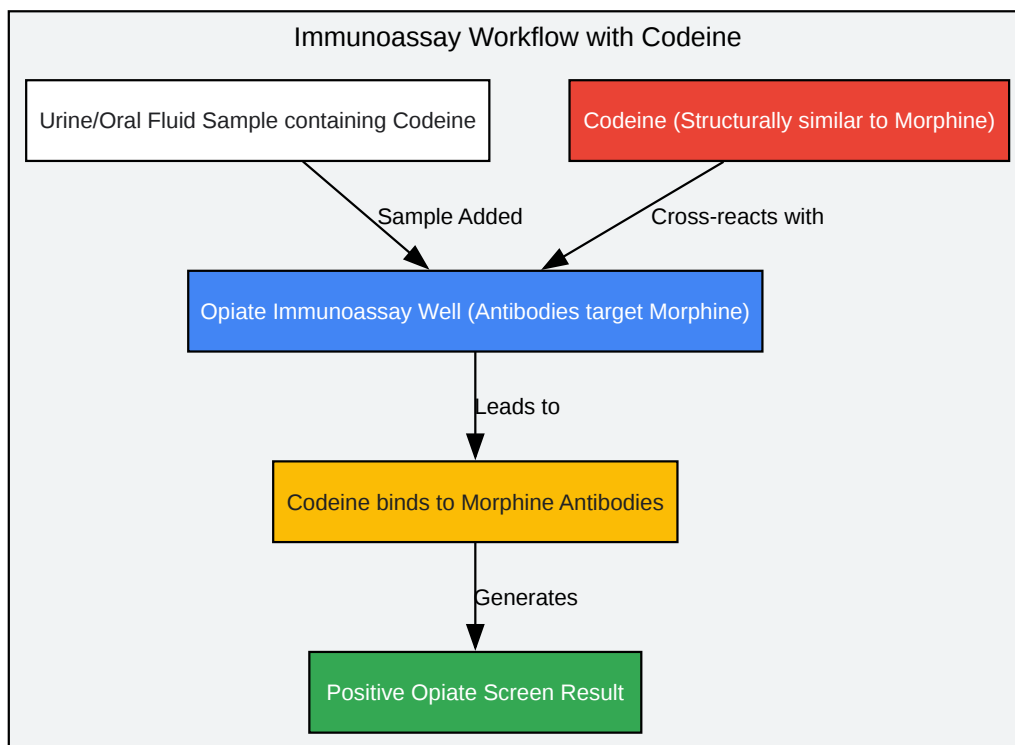 Immunoassay Workflow with Codeine
Urine/Oral Fluid Sample containing Codeine
Codeine (Structurally similar to Morphine)
Sample Added
Cross-reacts with
Opiate Immunoassay Well (Antibodies target Morphine)
Leads to
Codeine binds to Morphine Antibodies
Generates
Positive Opiate Screen Result